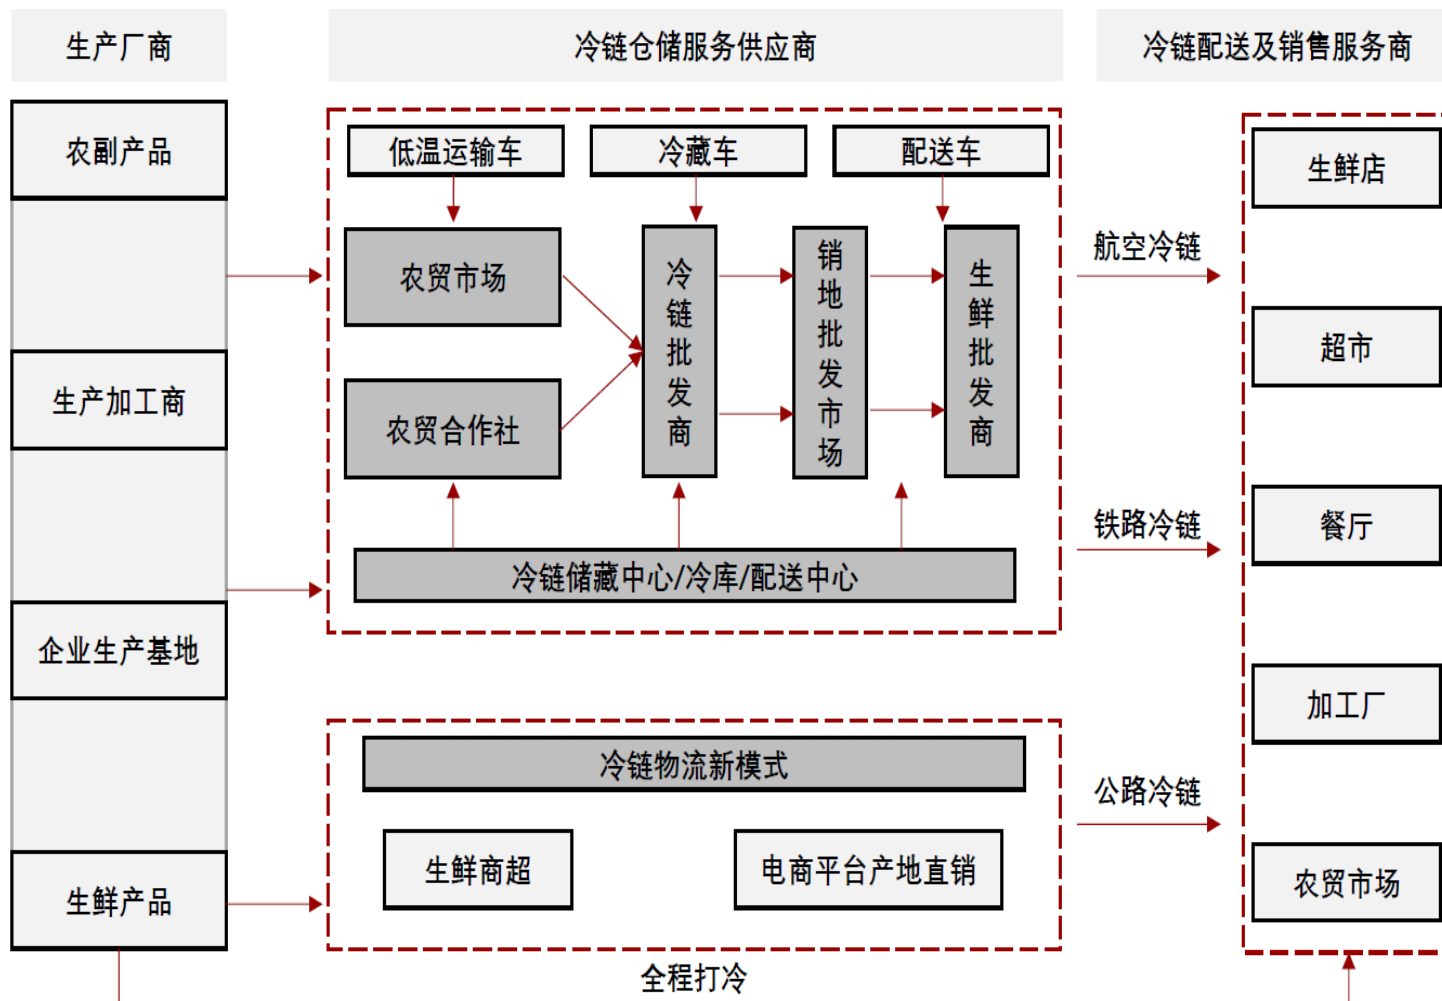 生产厂商
冷链仓储服务供应商
冷链配送及销售服务商
农副产品
生产加工商
企业生产基地
生鲜产品
低温运输车
冷藏车
配送车
农贸市场
农贸合作社
冷链批发商
销地批发市场
生鲜批发商
冷链储藏中心/冷库/配送中心
冷链物流新模式
生鲜商超
电商平台产地直销
全程打冷
航空冷链
铁路冷链
公路冷链
生鲜店
超市
餐厅
加工厂
农贸市场